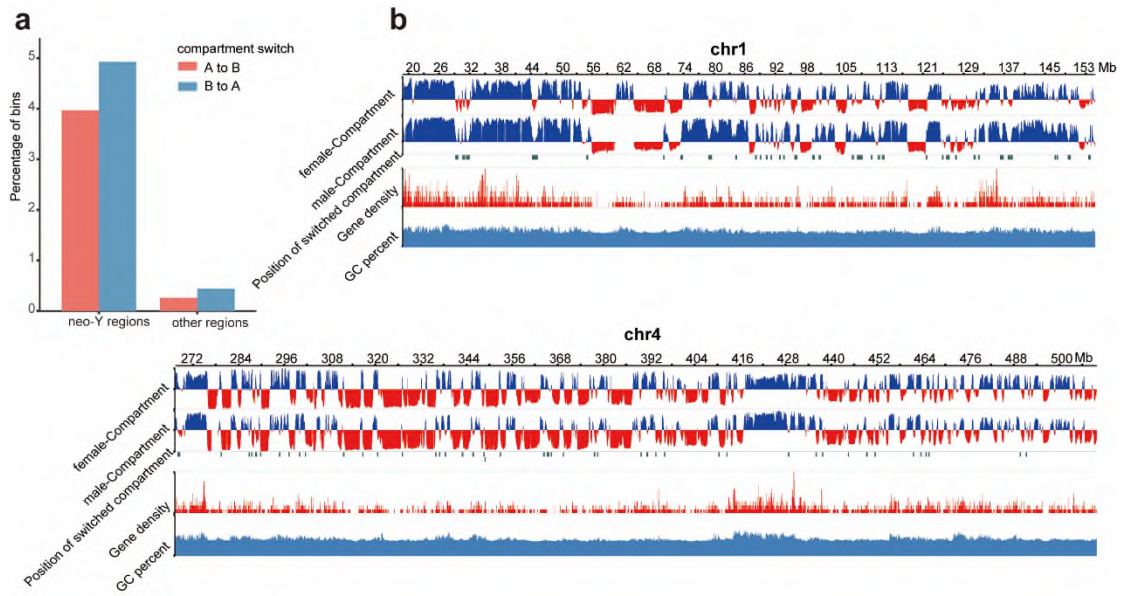 a
compartment switch
A to B
B to A
Percentage of bins
5
4
3
2
1
0
neo-Y regions
other regions
b
chr1
20 26 32 38 44 50 56 62 68 74 80 86 92 98 105 113 121 129 137 145 153 Mb
female-Compartment
male-Compartment
Position of switched compartment
Gene density
GC percent
chr4
272 284 296 308 320 332 344 356 368 380 392 404 416 428 440 452 464 476 488 500 Mb
female-Compartment
male-Compartment
Position of switched compartment
Gene density
GC percent